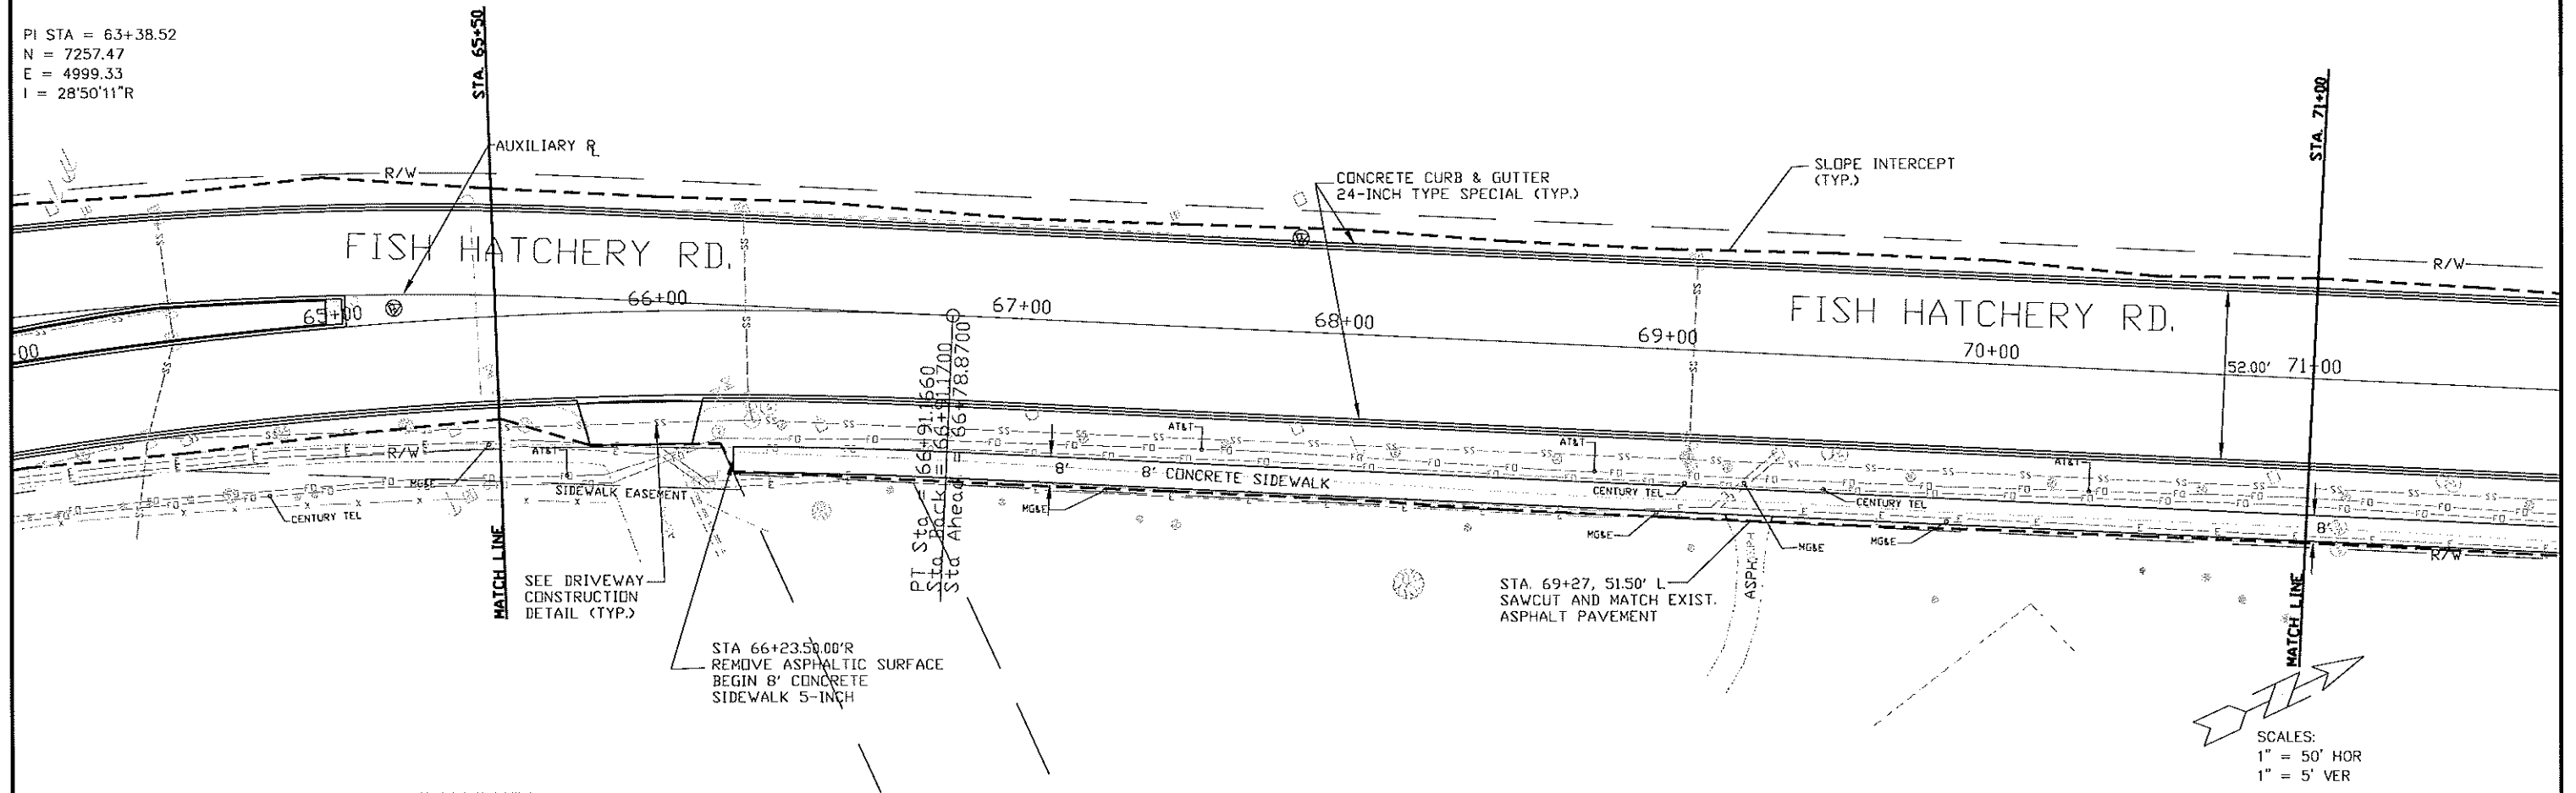 PI STA = 63+38.52
N = 7257.47
E = 4999.33
I = 28°50'11"R
STA. 65+50
AUXILIARY R/L
R/W
FISH HATCHERY RD.
65+00
66+00
67+00
68+00
69+00
70+00
71+00
+00
CONCRETE CURB & GUTTER
24-INCH TYPE SPECIAL (TYP.)
SLOPE INTERCEPT
(TYP.)
STA. 71+00
R/W
FISH HATCHERY RD.
52.00'
PT Sta = 66+91.1660
Sta Back = 66+91.1700
Sta Ahead = 66+78.8700
R/W
AT&T
MG&E
SIDEWALK EASEMENT
CENTURY TEL
MATCH LINE
SEE DRIVEWAY
CONSTRUCTION
DETAIL (TYP.)
STA 66+23.50.00'R
REMOVE ASPHALTIC SURFACE
BEGIN 8' CONCRETE
SIDEWALK 5-INCH
8'
8' CONCRETE SIDEWALK
AT&T
MG&E
AT&T
CENTURY TEL
MG&E
MG&E
CENTURY TEL
MG&E
AT&T
STA. 69+27, 51.50' L
SAWCUT AND MATCH EXIST.
ASPHALT PAVEMENT
ASPHALT
8'
R/W
MATCH LINE
SCALES:
1" = 50' HOR
1" = 5' VER